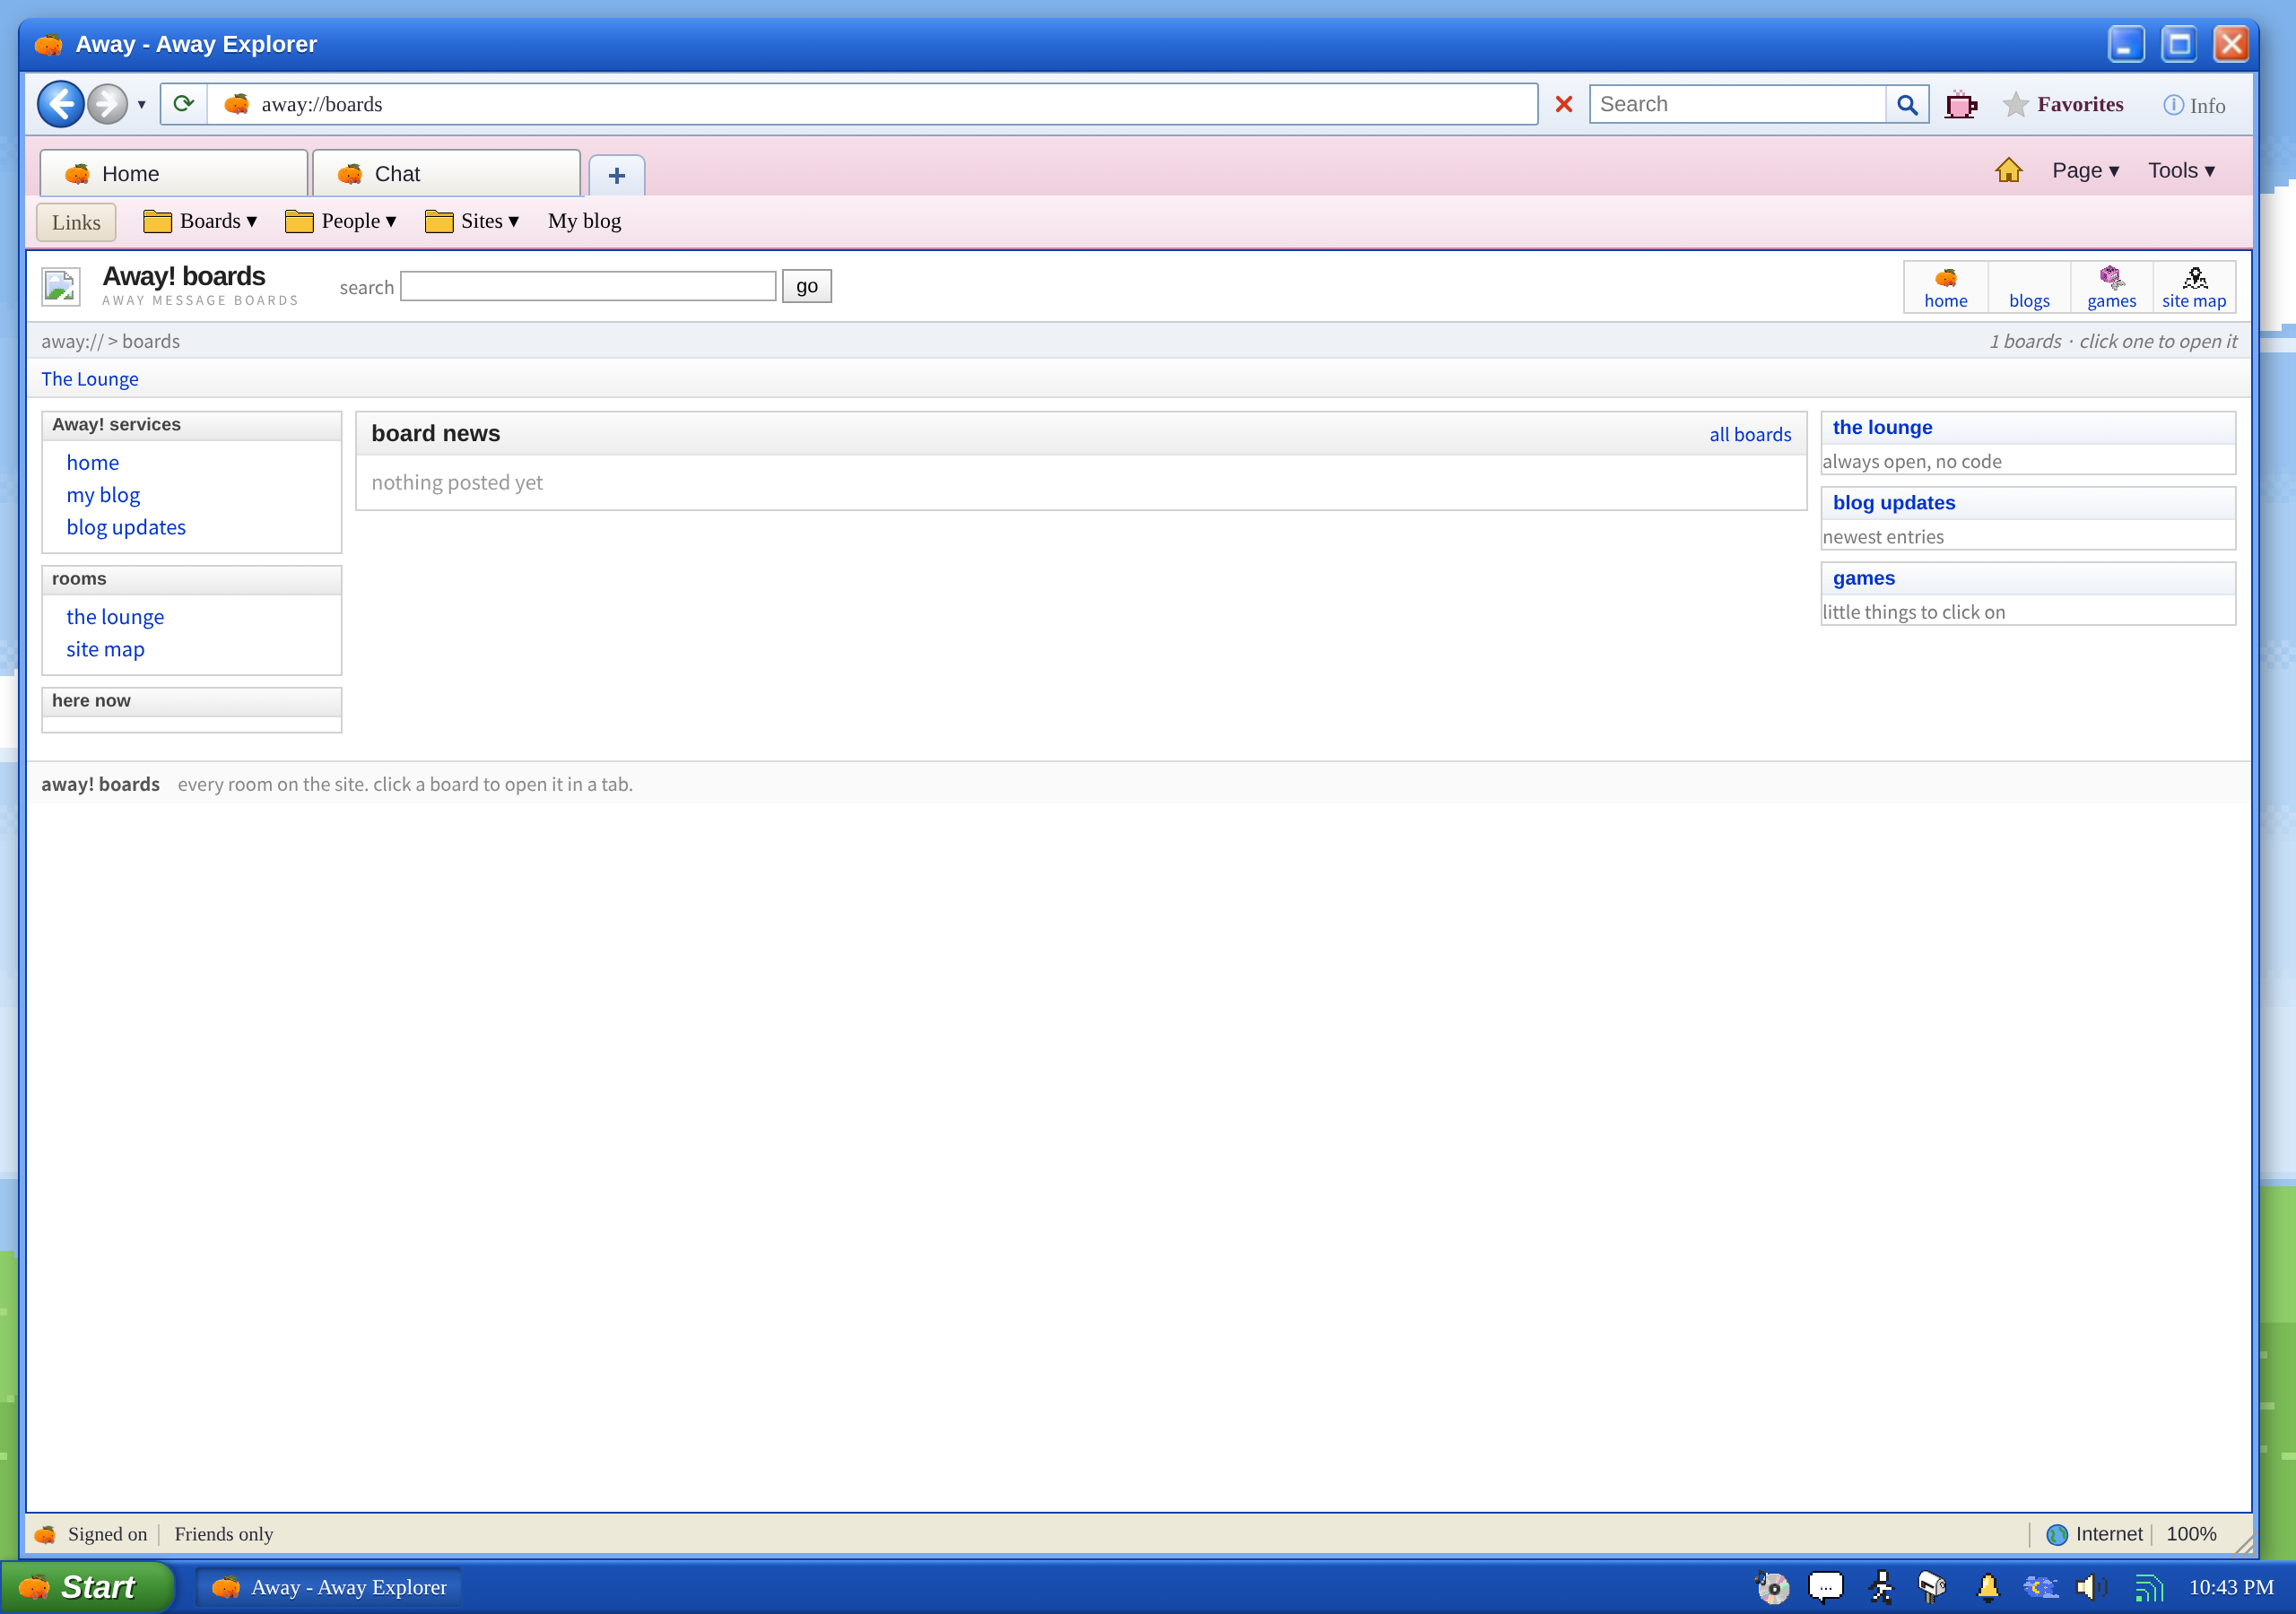 Away - Away Explorer
away://boards
Search
Favorites
Info
Home
Chat
+
Page ▾
Tools ▾
Links
Boards ▾
People ▾
Sites ▾
My blog
Away! boards
AWAY MESSAGE BOARDS
search
go
home
blogs
games
site map
away:// > boards
1 boards · click one to open it
The Lounge
Away! services
home
my blog
blog updates
rooms
the lounge
site map
here now
board news
all boards
nothing posted yet
the lounge
always open, no code
blog updates
newest entries
games
little things to click on
away! boards every room on the site. click a board to open it in a tab.
Signed on
Friends only
Internet
100%
Start
Away - Away Explorer
10:43 PM